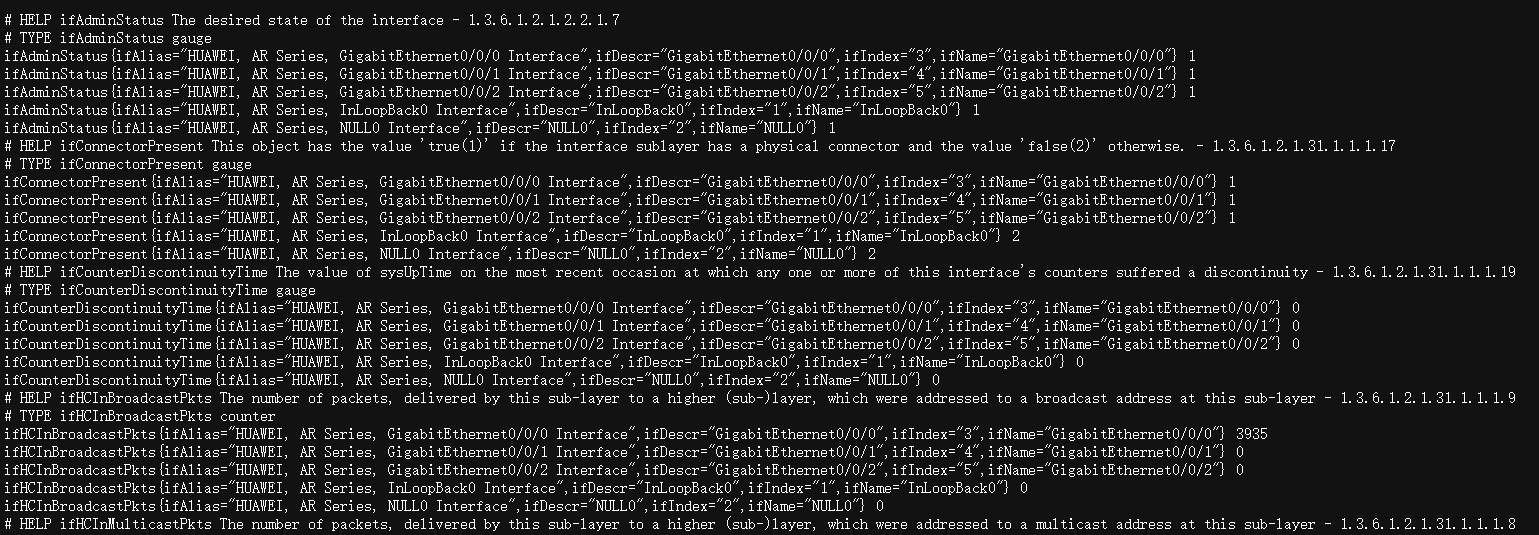 # HELP ifAdminStatus The desired state of the interface - 1.3.6.1.2.1.2.2.1.7
# TYPE ifAdminStatus gauge
ifAdminStatus{ifAlias="HUAWEI, AR Series, GigabitEthernet0/0/0 Interface",ifDescr="GigabitEthernet0/0/0",ifIndex="3",ifName="GigabitEthernet0/0/0"} 1
ifAdminStatus{ifAlias="HUAWEI, AR Series, GigabitEthernet0/0/1 Interface",ifDescr="GigabitEthernet0/0/1",ifIndex="4",ifName="GigabitEthernet0/0/1"} 1
ifAdminStatus{ifAlias="HUAWEI, AR Series, GigabitEthernet0/0/2 Interface",ifDescr="GigabitEthernet0/0/2",ifIndex="5",ifName="GigabitEthernet0/0/2"} 1
ifAdminStatus{ifAlias="HUAWEI, AR Series, InLoopBack0 Interface",ifDescr="InLoopBack0",ifIndex="1",ifName="InLoopBack0"} 1
ifAdminStatus{ifAlias="HUAWEI, AR Series, NULL0 Interface",ifDescr="NULL0",ifIndex="2",ifName="NULL0"} 1
# HELP ifConnectorPresent This object has the value 'true(1)' if the interface sublayer has a physical connector and the value 'false(2)' otherwise. - 1.3.6.1.2.1.31.1.1.1.17
# TYPE ifConnectorPresent gauge
ifConnectorPresent{ifAlias="HUAWEI, AR Series, GigabitEthernet0/0/0 Interface",ifDescr="GigabitEthernet0/0/0",ifIndex="3",ifName="GigabitEthernet0/0/0"} 1
ifConnectorPresent{ifAlias="HUAWEI, AR Series, GigabitEthernet0/0/1 Interface",ifDescr="GigabitEthernet0/0/1",ifIndex="4",ifName="GigabitEthernet0/0/1"} 1
ifConnectorPresent{ifAlias="HUAWEI, AR Series, GigabitEthernet0/0/2 Interface",ifDescr="GigabitEthernet0/0/2",ifIndex="5",ifName="GigabitEthernet0/0/2"} 1
ifConnectorPresent{ifAlias="HUAWEI, AR Series, InLoopBack0 Interface",ifDescr="InLoopBack0",ifIndex="1",ifName="InLoopBack0"} 2
ifConnectorPresent{ifAlias="HUAWEI, AR Series, NULL0 Interface",ifDescr="NULL0",ifIndex="2",ifName="NULL0"} 2
# HELP ifCounterDiscontinuityTime The value of sysUpTime on the most recent occasion at which any one or more of this interface's counters suffered a discontinuity - 1.3.6.1.2.1.31.1.1.1.19
# TYPE ifCounterDiscontinuityTime gauge
ifCounterDiscontinuityTime{ifAlias="HUAWEI, AR Series, GigabitEthernet0/0/0 Interface",ifDescr="GigabitEthernet0/0/0",ifIndex="3",ifName="GigabitEthernet0/0/0"} 0
ifCounterDiscontinuityTime{ifAlias="HUAWEI, AR Series, GigabitEthernet0/0/1 Interface",ifDescr="GigabitEthernet0/0/1",ifIndex="4",ifName="GigabitEthernet0/0/1"} 0
ifCounterDiscontinuityTime{ifAlias="HUAWEI, AR Series, GigabitEthernet0/0/2 Interface",ifDescr="GigabitEthernet0/0/2",ifIndex="5",ifName="GigabitEthernet0/0/2"} 0
ifCounterDiscontinuityTime{ifAlias="HUAWEI, AR Series, InLoopBack0 Interface",ifDescr="InLoopBack0",ifIndex="1",ifName="InLoopBack0"} 0
ifCounterDiscontinuityTime{ifAlias="HUAWEI, AR Series, NULL0 Interface",ifDescr="NULL0",ifIndex="2",ifName="NULL0"} 0
# HELP ifHCInBroadcastPkts The number of packets, delivered by this sub-layer to a higher (sub-)layer, which were addressed to a broadcast address at this sub-layer - 1.3.6.1.2.1.31.1.1.1.9
# TYPE ifHCInBroadcastPkts counter
ifHCInBroadcastPkts{ifAlias="HUAWEI, AR Series, GigabitEthernet0/0/0 Interface",ifDescr="GigabitEthernet0/0/0",ifIndex="3",ifName="GigabitEthernet0/0/0"} 3935
ifHCInBroadcastPkts{ifAlias="HUAWEI, AR Series, GigabitEthernet0/0/1 Interface",ifDescr="GigabitEthernet0/0/1",ifIndex="4",ifName="GigabitEthernet0/0/1"} 0
ifHCInBroadcastPkts{ifAlias="HUAWEI, AR Series, GigabitEthernet0/0/2 Interface",ifDescr="GigabitEthernet0/0/2",ifIndex="5",ifName="GigabitEthernet0/0/2"} 0
ifHCInBroadcastPkts{ifAlias="HUAWEI, AR Series, InLoopBack0 Interface",ifDescr="InLoopBack0",ifIndex="1",ifName="InLoopBack0"} 0
ifHCInBroadcastPkts{ifAlias="HUAWEI, AR Series, NULL0 Interface",ifDescr="NULL0",ifIndex="2",ifName="NULL0"} 0
# HELP ifHCInMulticastPkts The number of packets, delivered by this sub-layer to a higher (sub-)layer, which were addressed to a multicast address at this sub-layer - 1.3.6.1.2.1.31.1.1.1.8